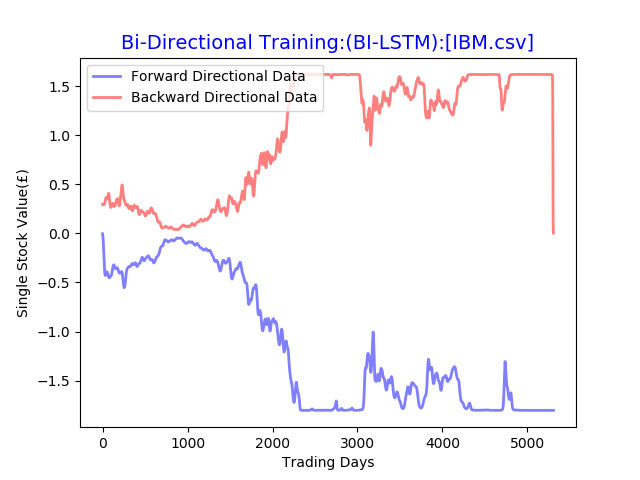 Bi-Directional Training:(BI-LSTM):[IBM.csv]
Forward Directional Data
Backward Directional Data
Single Stock Value(£)
1.5
1.0
0.5
0.0
−0.5
−1.0
−1.5
0 1000 2000 3000 4000 5000
Trading Days